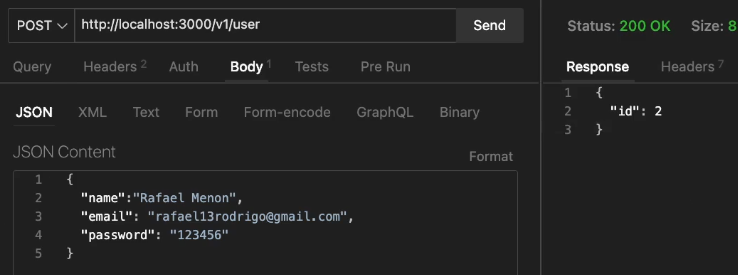 POST http://localhost:3000/v1/user Send
Query Headers 2 Auth Body 1 Tests Pre Run
JSON XML Text Form Form-encode GraphQL Binary
JSON Content Format
1 {
2 "name":"Rafael Menon",
3 "email": "rafael13rodrigo@gmail.com",
4 "password": "123456"
5 }
Status: 200 OK Size: 8
Response Headers 7
1 {
2 "id": 2
3 }